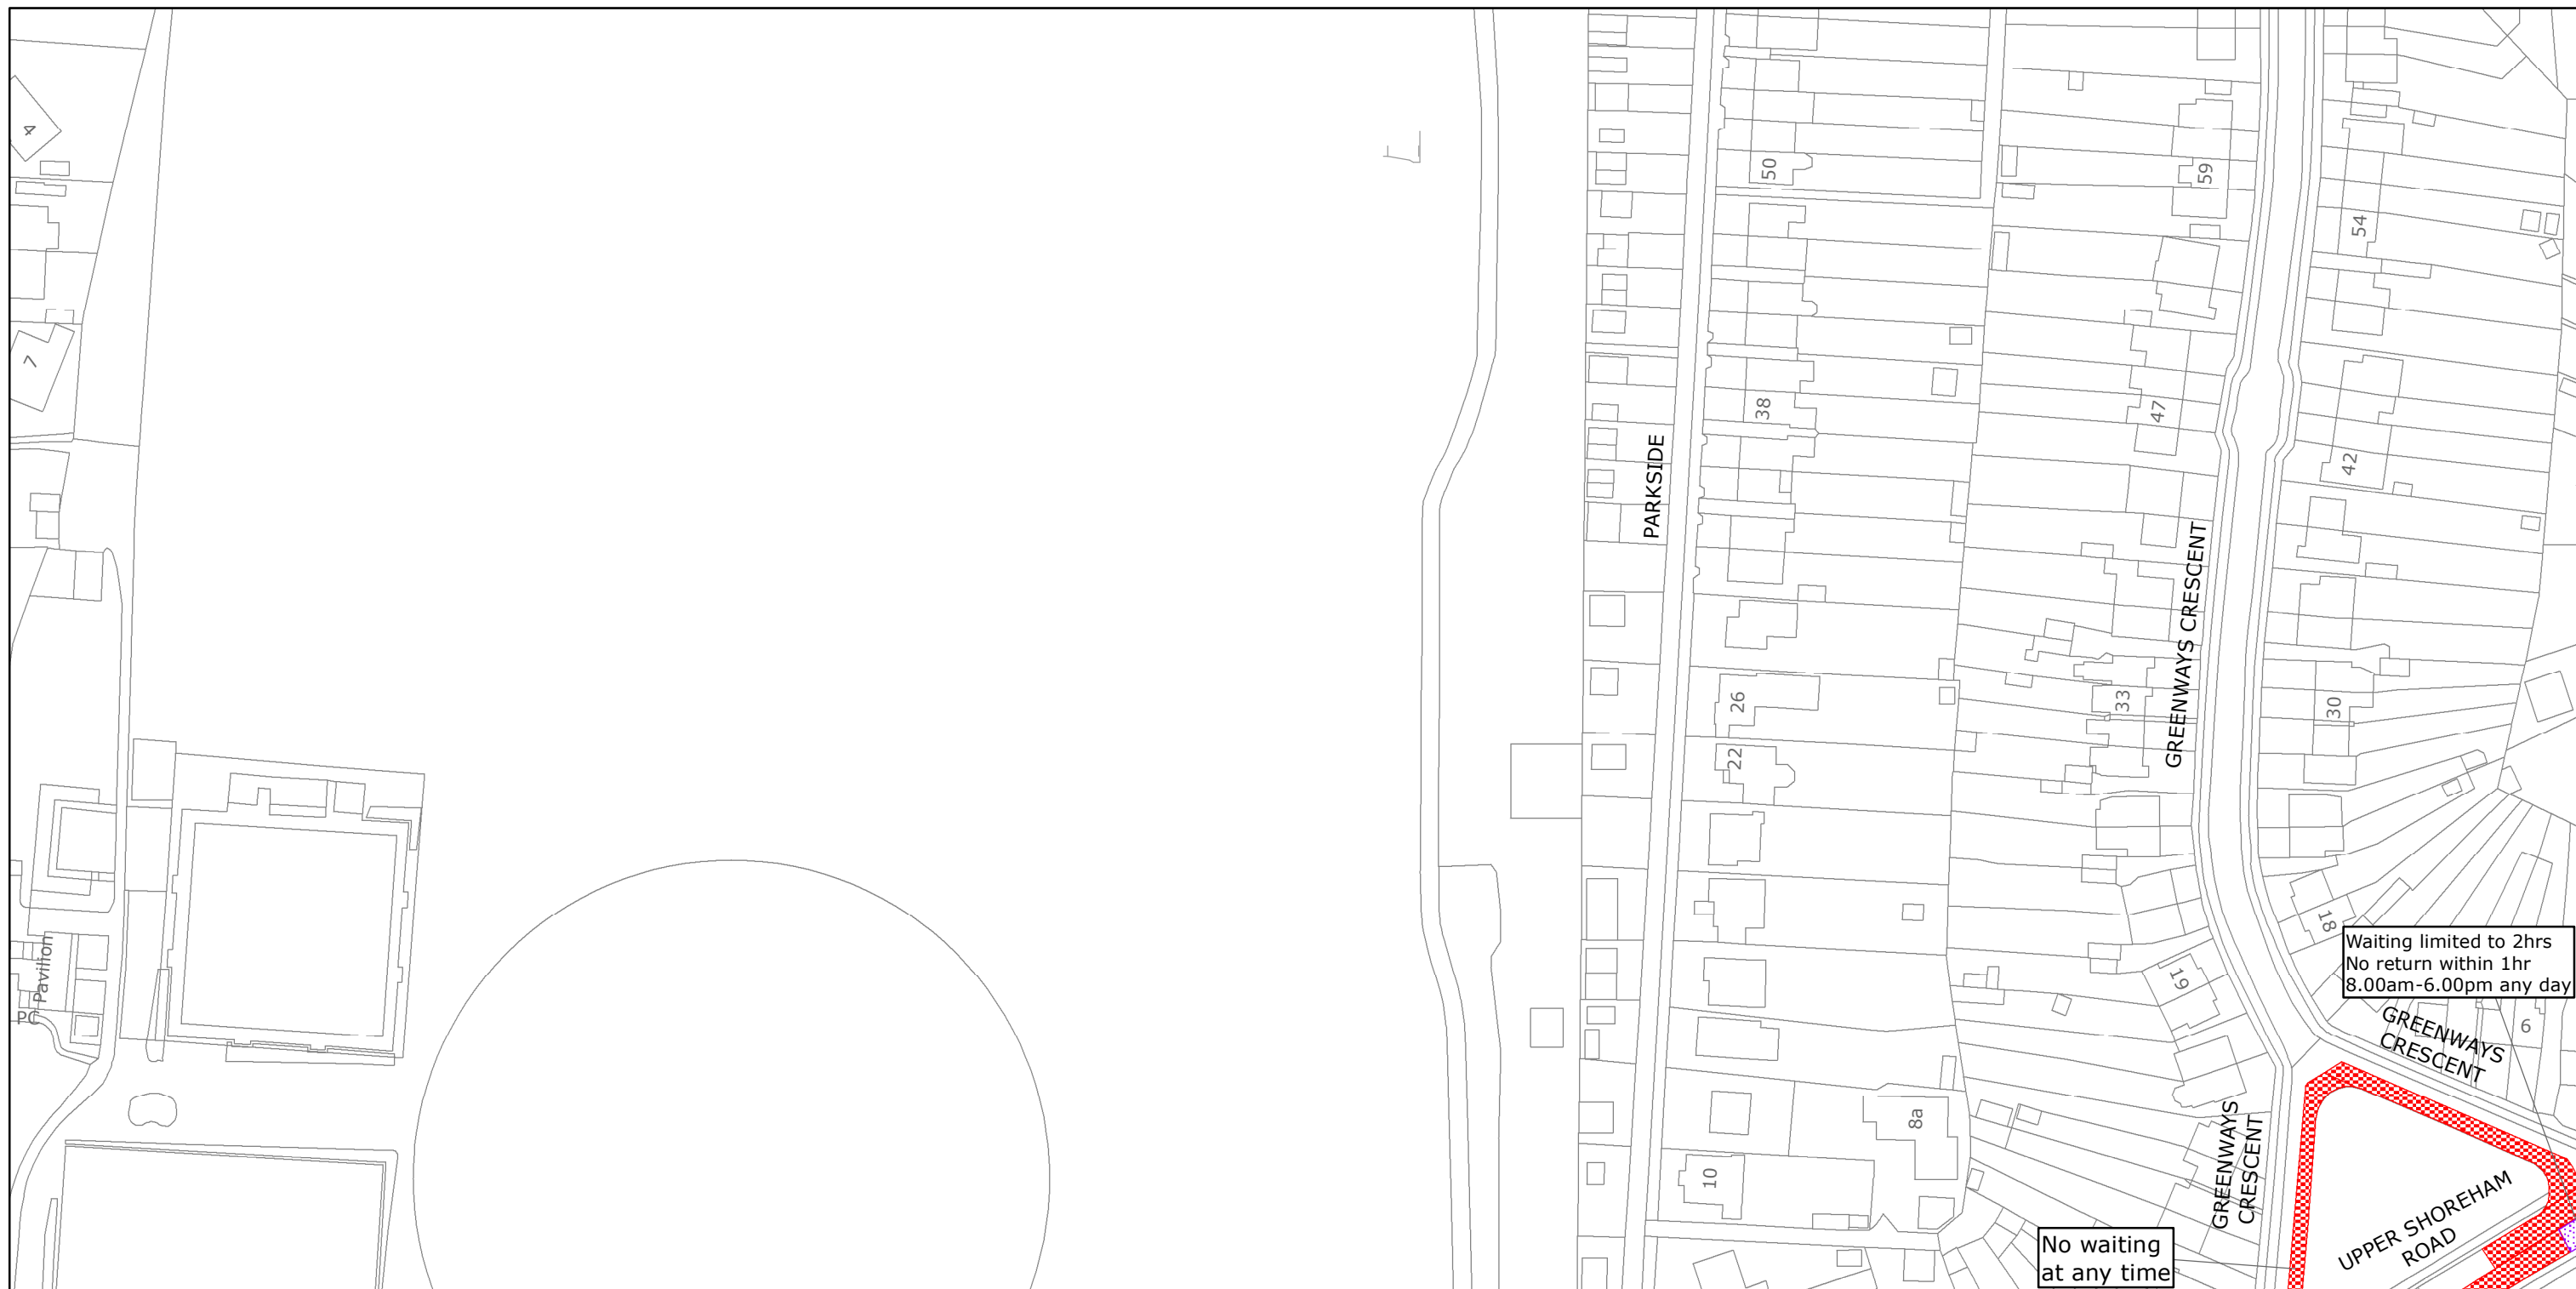 4
50
59
54
7
38
47
42
PARKSIDE
GREENWAYS CRESCENT
26
33
30
22
18
Waiting limited to 2hrs
No return within 1hr
8.00am-6.00pm any day
Pavilion
19
PC
6
GREENWAYS
CRESCENT
8a
10
GREENWAYS
CRESCENT
UPPER SHOREHAM
ROAD
No waiting
at any time